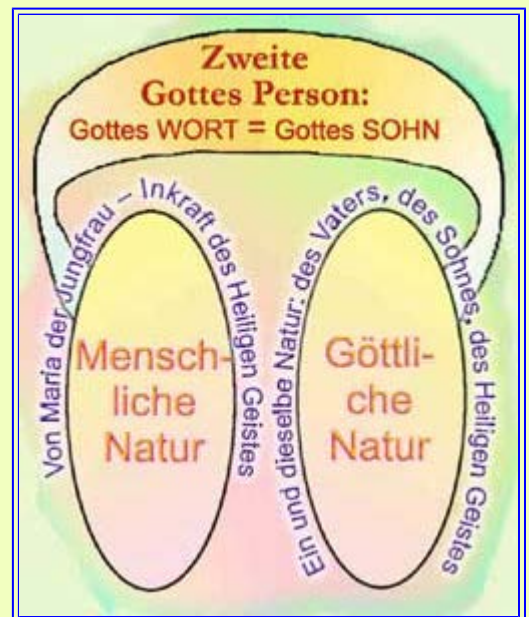 Zweite
Gottes Person:
Gottes WORT = Gottes SOHN
Von Maria der Jungfrau – Inkraft des Heiligen Geistes
Mensch-
liche
Natur
Ein und dieselbe Natur: des Vaters, des Sohnes, des Heiligen Geistes
Göttli-
che
Natur